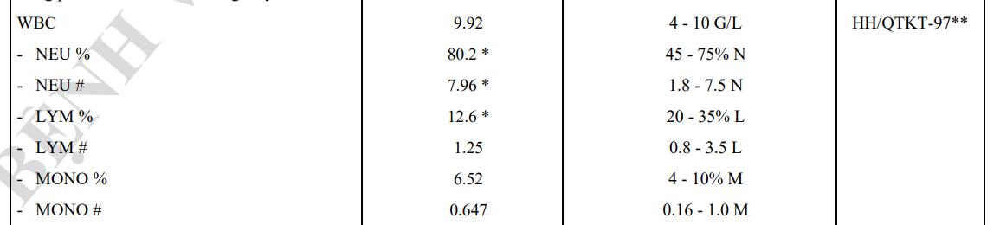 WBC 9.92 4 - 10 G/L HH/QTKT-97**
- NEU % 80.2 * 45 - 75% N
- NEU # 7.96 * 1.8 - 7.5 N
- LYM % 12.6 * 20 - 35% L
- LYM # 1.25 0.8 - 3.5 L
- MONO % 6.52 4 - 10% M
- MONO # 0.647 0.16 - 1.0 M
BỆNH V